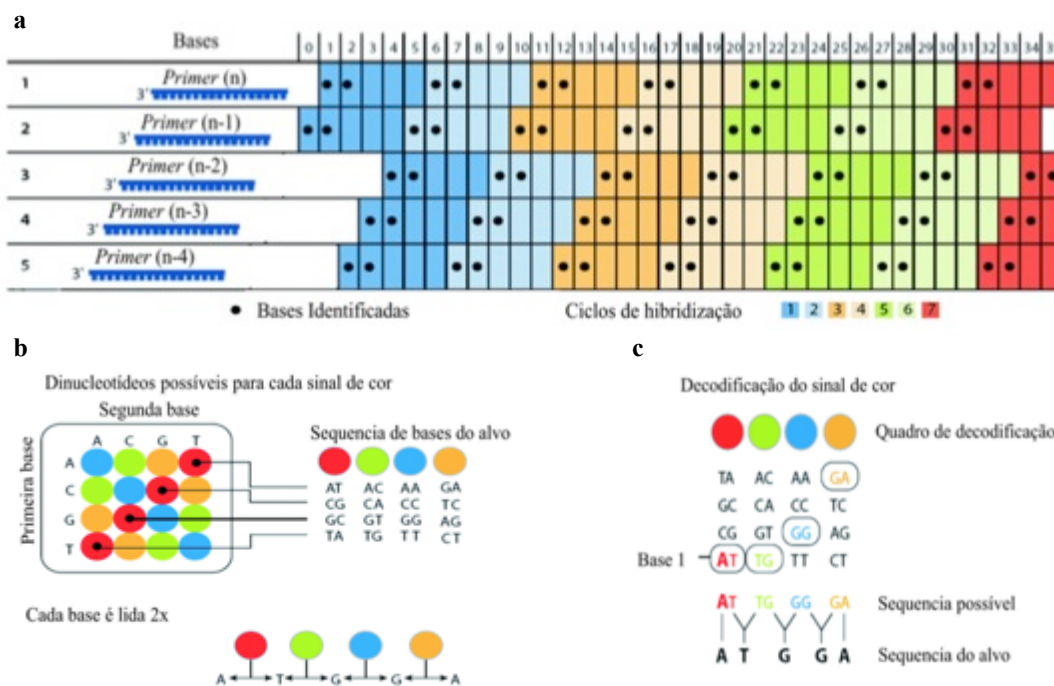 a
Bases 0 1 2 3 4 5 6 7 8 9 10 11 12 13 14 15 16 17 18 19 20 21 22 23 24 25 26 27 28 29 30 31 32 33 34 3
1 Primer (n)
3'
2 Primer (n-1)
3'
3 Primer (n-2)
3'
4 Primer (n-3)
3'
5 Primer (n-4)
3'
Bases Identificadas Ciclos de hibridização 1 2 3 4 5 6 7
b
Dinucleotídeos possíveis para cada sinal de cor
Segunda base
A C G T
Primeira base
A
C
G
T
Sequencia de bases do alvo
AT AC AA GA
CG CA CC TC
GC GT GG AG
TA TG TT CT
Cada base é lida 2x
A T G G A
c
Decodificação do sinal de cor
Quadro de decodificação
TA AC AA GA
GC CA CC TC
CG GT GG AG
Base 1 AT TG TT CT
AT TG GG GA Sequencia possível
A T G G A Sequencia do alvo